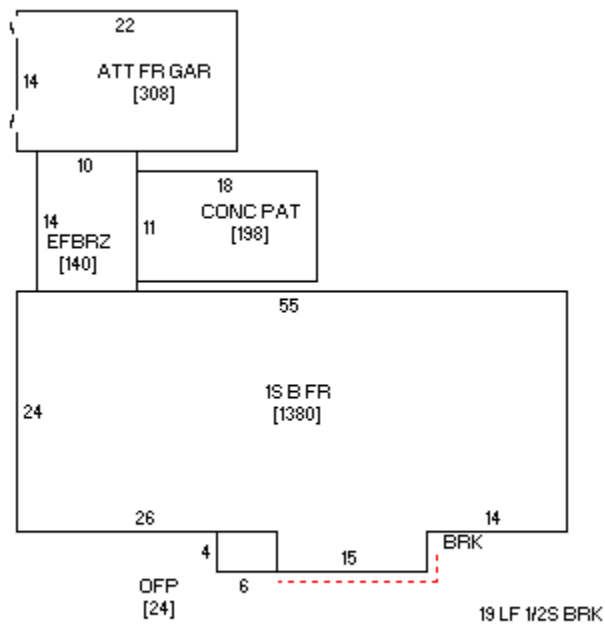 22
ATT FR GAR
14
[308]
10
18
CONC PAT
14
11
EFBRZ
[198]
[140]
55
1S B FR
24
[1380]
26
14
BRK
4
15
OFP
6
[24]
19 LF 1/2S BRK